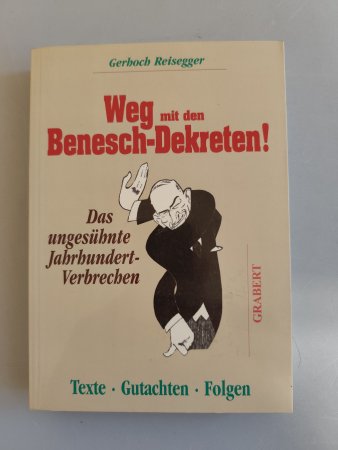 Gerhoch Reisegger
Weg mit den
Benesch-Dekreten!
Das
ungesühnte
Jahrhundert-
Verbrechen
GRABERT
Texte · Gutachten · Folgen